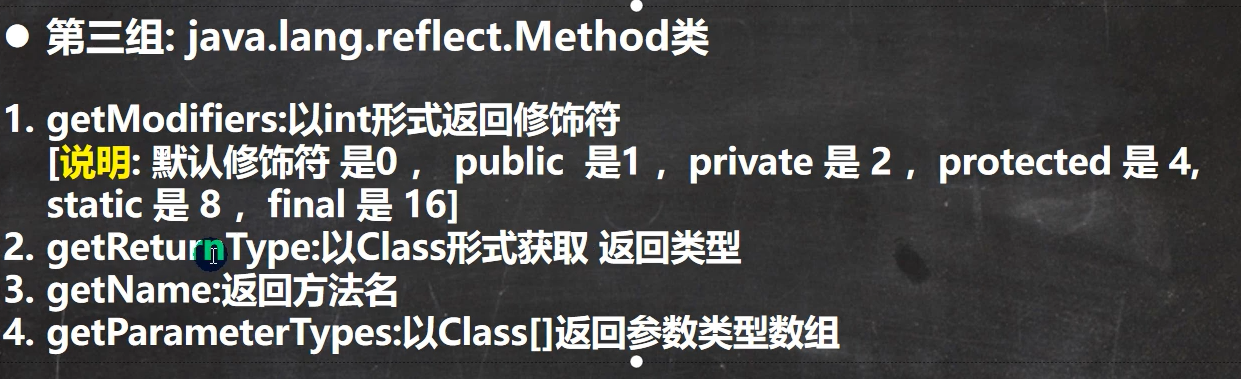 ● 第三组: java.lang.reflect.Method类
1. getModifiers:以int形式返回修饰符
[说明: 默认修饰符 是0 ， public 是1 ，private 是 2 ，protected 是 4,
static 是 8 ，final 是 16]
2. getReturnType:以Class形式获取 返回类型
3. getName:返回方法名
4. getParameterTypes:以Class[]返回参数类型数组